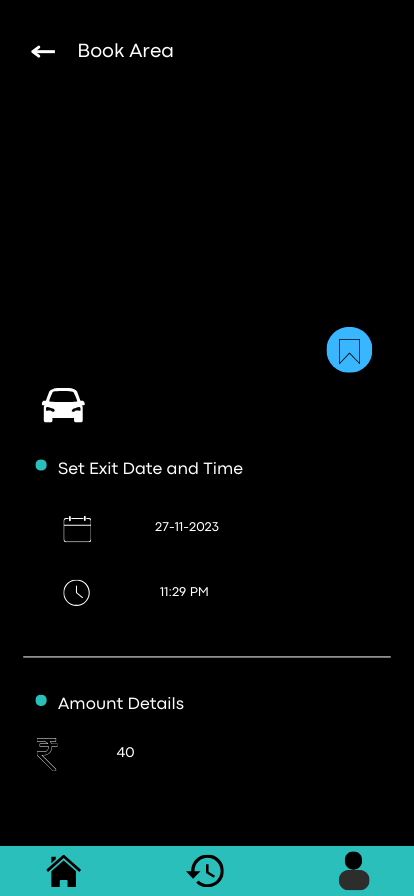 Book Area
Set Exit Date and Time
27-11-2023
11:29 PM
Amount Details
₹ 40